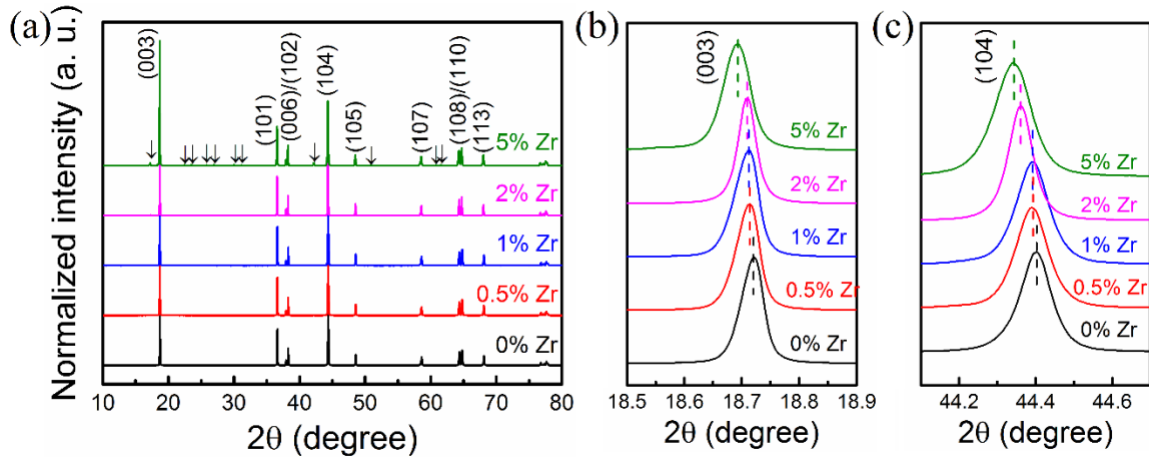 (a)
Normalized intensity (a. u.)
(003)
(101)
(006)/(102)
(104)
(105)
(107)
(108)/(110)
(113)
5% Zr
2% Zr
1% Zr
0.5% Zr
0% Zr
10 20 30 40 50 60 70 80
2θ (degree)
(b)
(003)
5% Zr
2% Zr
1% Zr
0.5% Zr
0% Zr
18.5 18.6 18.7 18.8 18.9
2θ (degree)
(c)
(104)
5% Zr
2% Zr
1% Zr
0.5% Zr
0% Zr
44.2 44.4 44.6
2θ (degree)